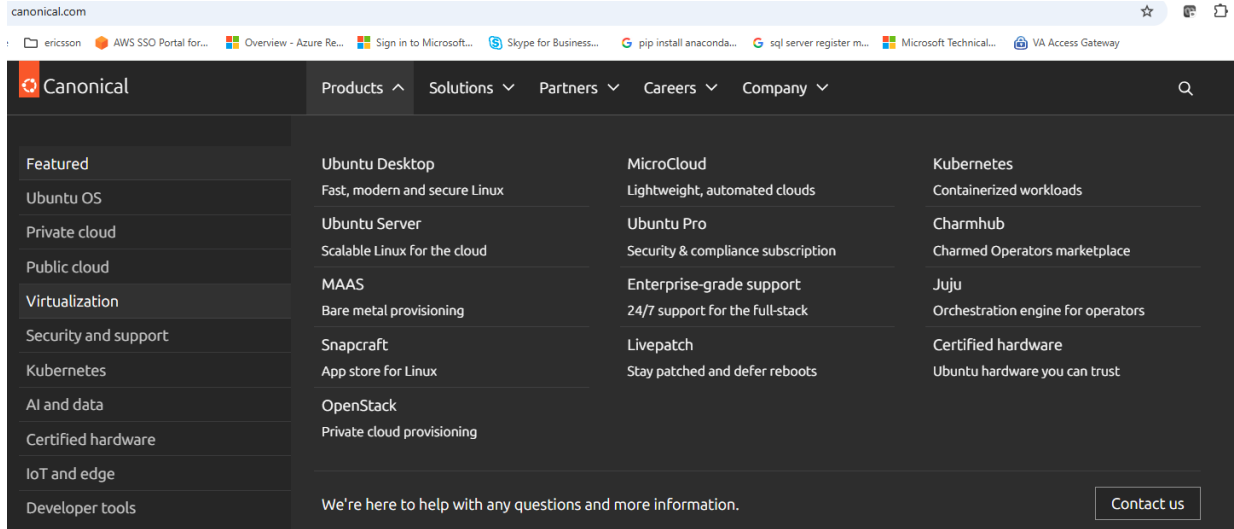 canonical.com
ericsson AWS SSO Portal for... Overview - Azure Re... Sign in to Microsoft... Skype for Business... pip install anaconda... sql server register m... Microsoft Technical... VA Access Gateway
Canonical Products Solutions Partners Careers Company
Featured
Ubuntu OS
Private cloud
Public cloud
Virtualization
Security and support
Kubernetes
AI and data
Certified hardware
IoT and edge
Developer tools
Ubuntu Desktop
Fast, modern and secure Linux
Ubuntu Server
Scalable Linux for the cloud
MAAS
Bare metal provisioning
Snapcraft
App store for Linux
OpenStack
Private cloud provisioning
MicroCloud
Lightweight, automated clouds
Ubuntu Pro
Security & compliance subscription
Enterprise-grade support
24/7 support for the full-stack
Livepatch
Stay patched and defer reboots
Kubernetes
Containerized workloads
Charmhub
Charmed Operators marketplace
Juju
Orchestration engine for operators
Certified hardware
Ubuntu hardware you can trust
We're here to help with any questions and more information.
Contact us